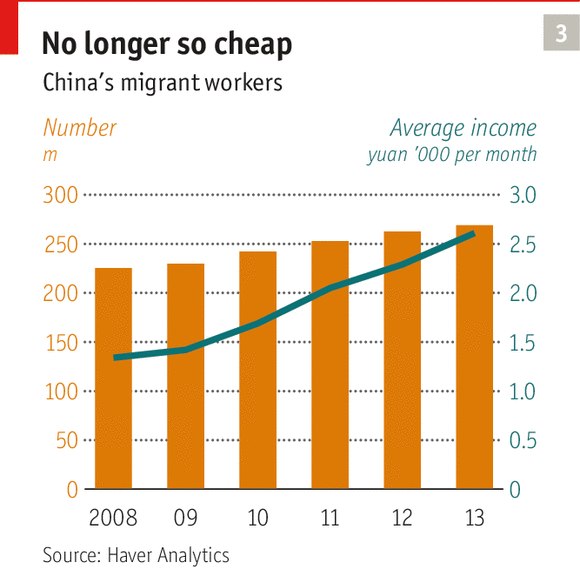 No longer so cheap
3
China’s migrant workers
Number
m
Average income
yuan ’000 per month
300
250
200
150
100
50
0
3.0
2.5
2.0
1.5
1.0
0.5
0
2008 09 10 11 12 13
Source: Haver Analytics